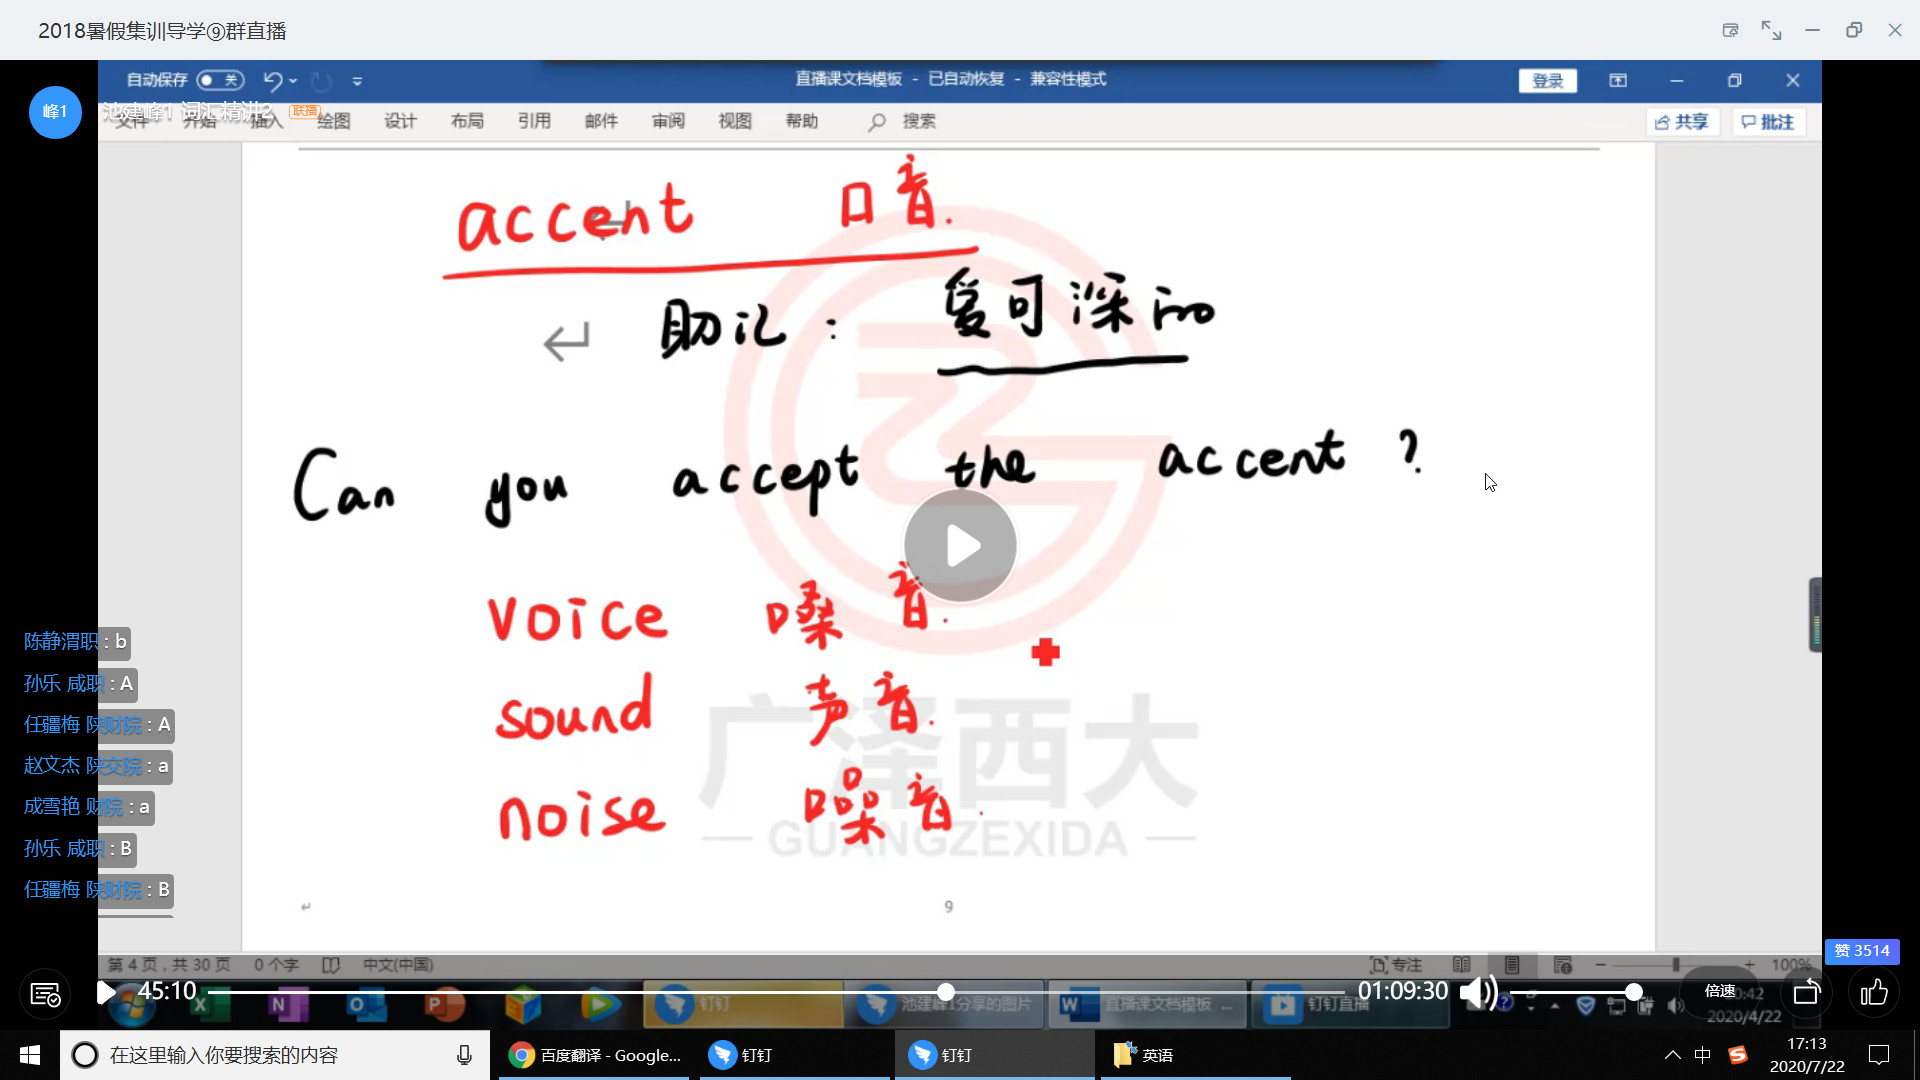 2018暑假集训导学⑨群直播
自动保存 关
直播课文档模板 - 已自动恢复 - 兼容性模式
登录
峰1
池建峰1 词汇精讲2 联播
文件 开始 插入 绘图 设计 布局 引用 邮件 审阅 视图 帮助 搜索
共享 批注
accent 口音.
助记: 
Can you accept the accent ?
voice 嗓音.
sound 声音.
noise 噪音.
广泽西大
GUANGZEXIDA
陈静渭职 : b
孙乐 咸职 : A
任疆梅 陕财院 : A
赵文杰 陕交院 : a
成雪艳 财院 : a
孙乐 咸职 : B
任疆梅 陕财院 : B
9
第 4 页，共 30 页 0 个字 中文(中国)
专注 100%
赞 3514
45:10
01:09:30
倍速
钉钉
池建峰1分享的图片
直播课文档模板 ...
钉钉直播
2020/4/22
在这里输入你要搜索的内容
百度翻译 - Google...
钉钉
钉钉
英语
中
17:13
2020/7/22